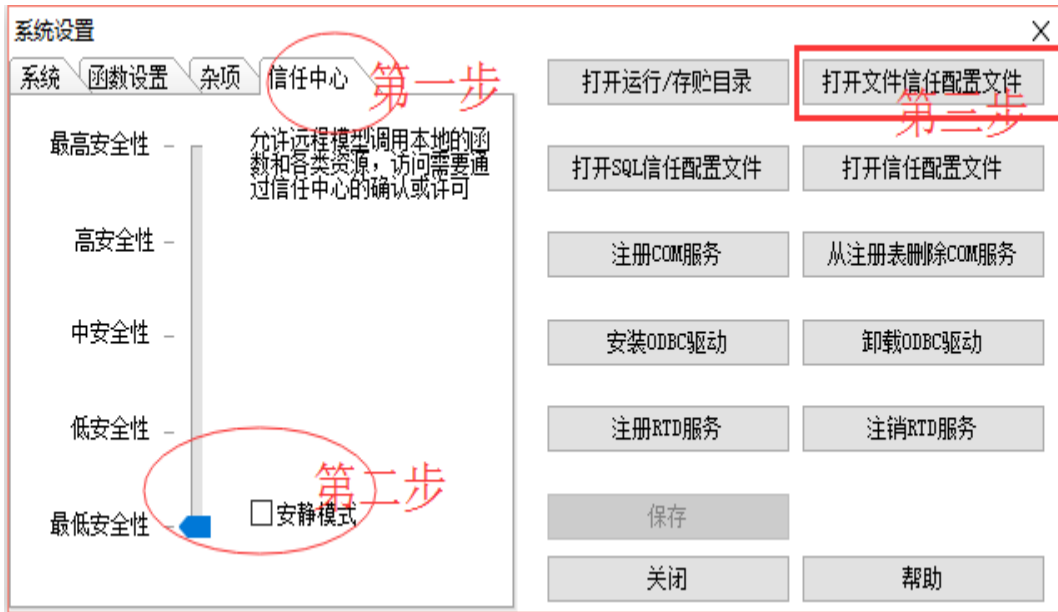 系统设置
系统
函数设置
杂项
信任中心
第一步
最高安全性
高安全性
中安全性
低安全性
最低安全性
允许远程模型调用本地的函
数和各类资源，访问需要通
过信任中心的确认或许可
第二步
安静模式
打开运行/存贮目录
打开文件信任配置文件
第三步
打开SQL信任配置文件
打开信任配置文件
注册COM服务
从注册表删除COM服务
安装ODBC驱动
卸载ODBC驱动
注册RTD服务
注销RTD服务
保存
关闭
帮助